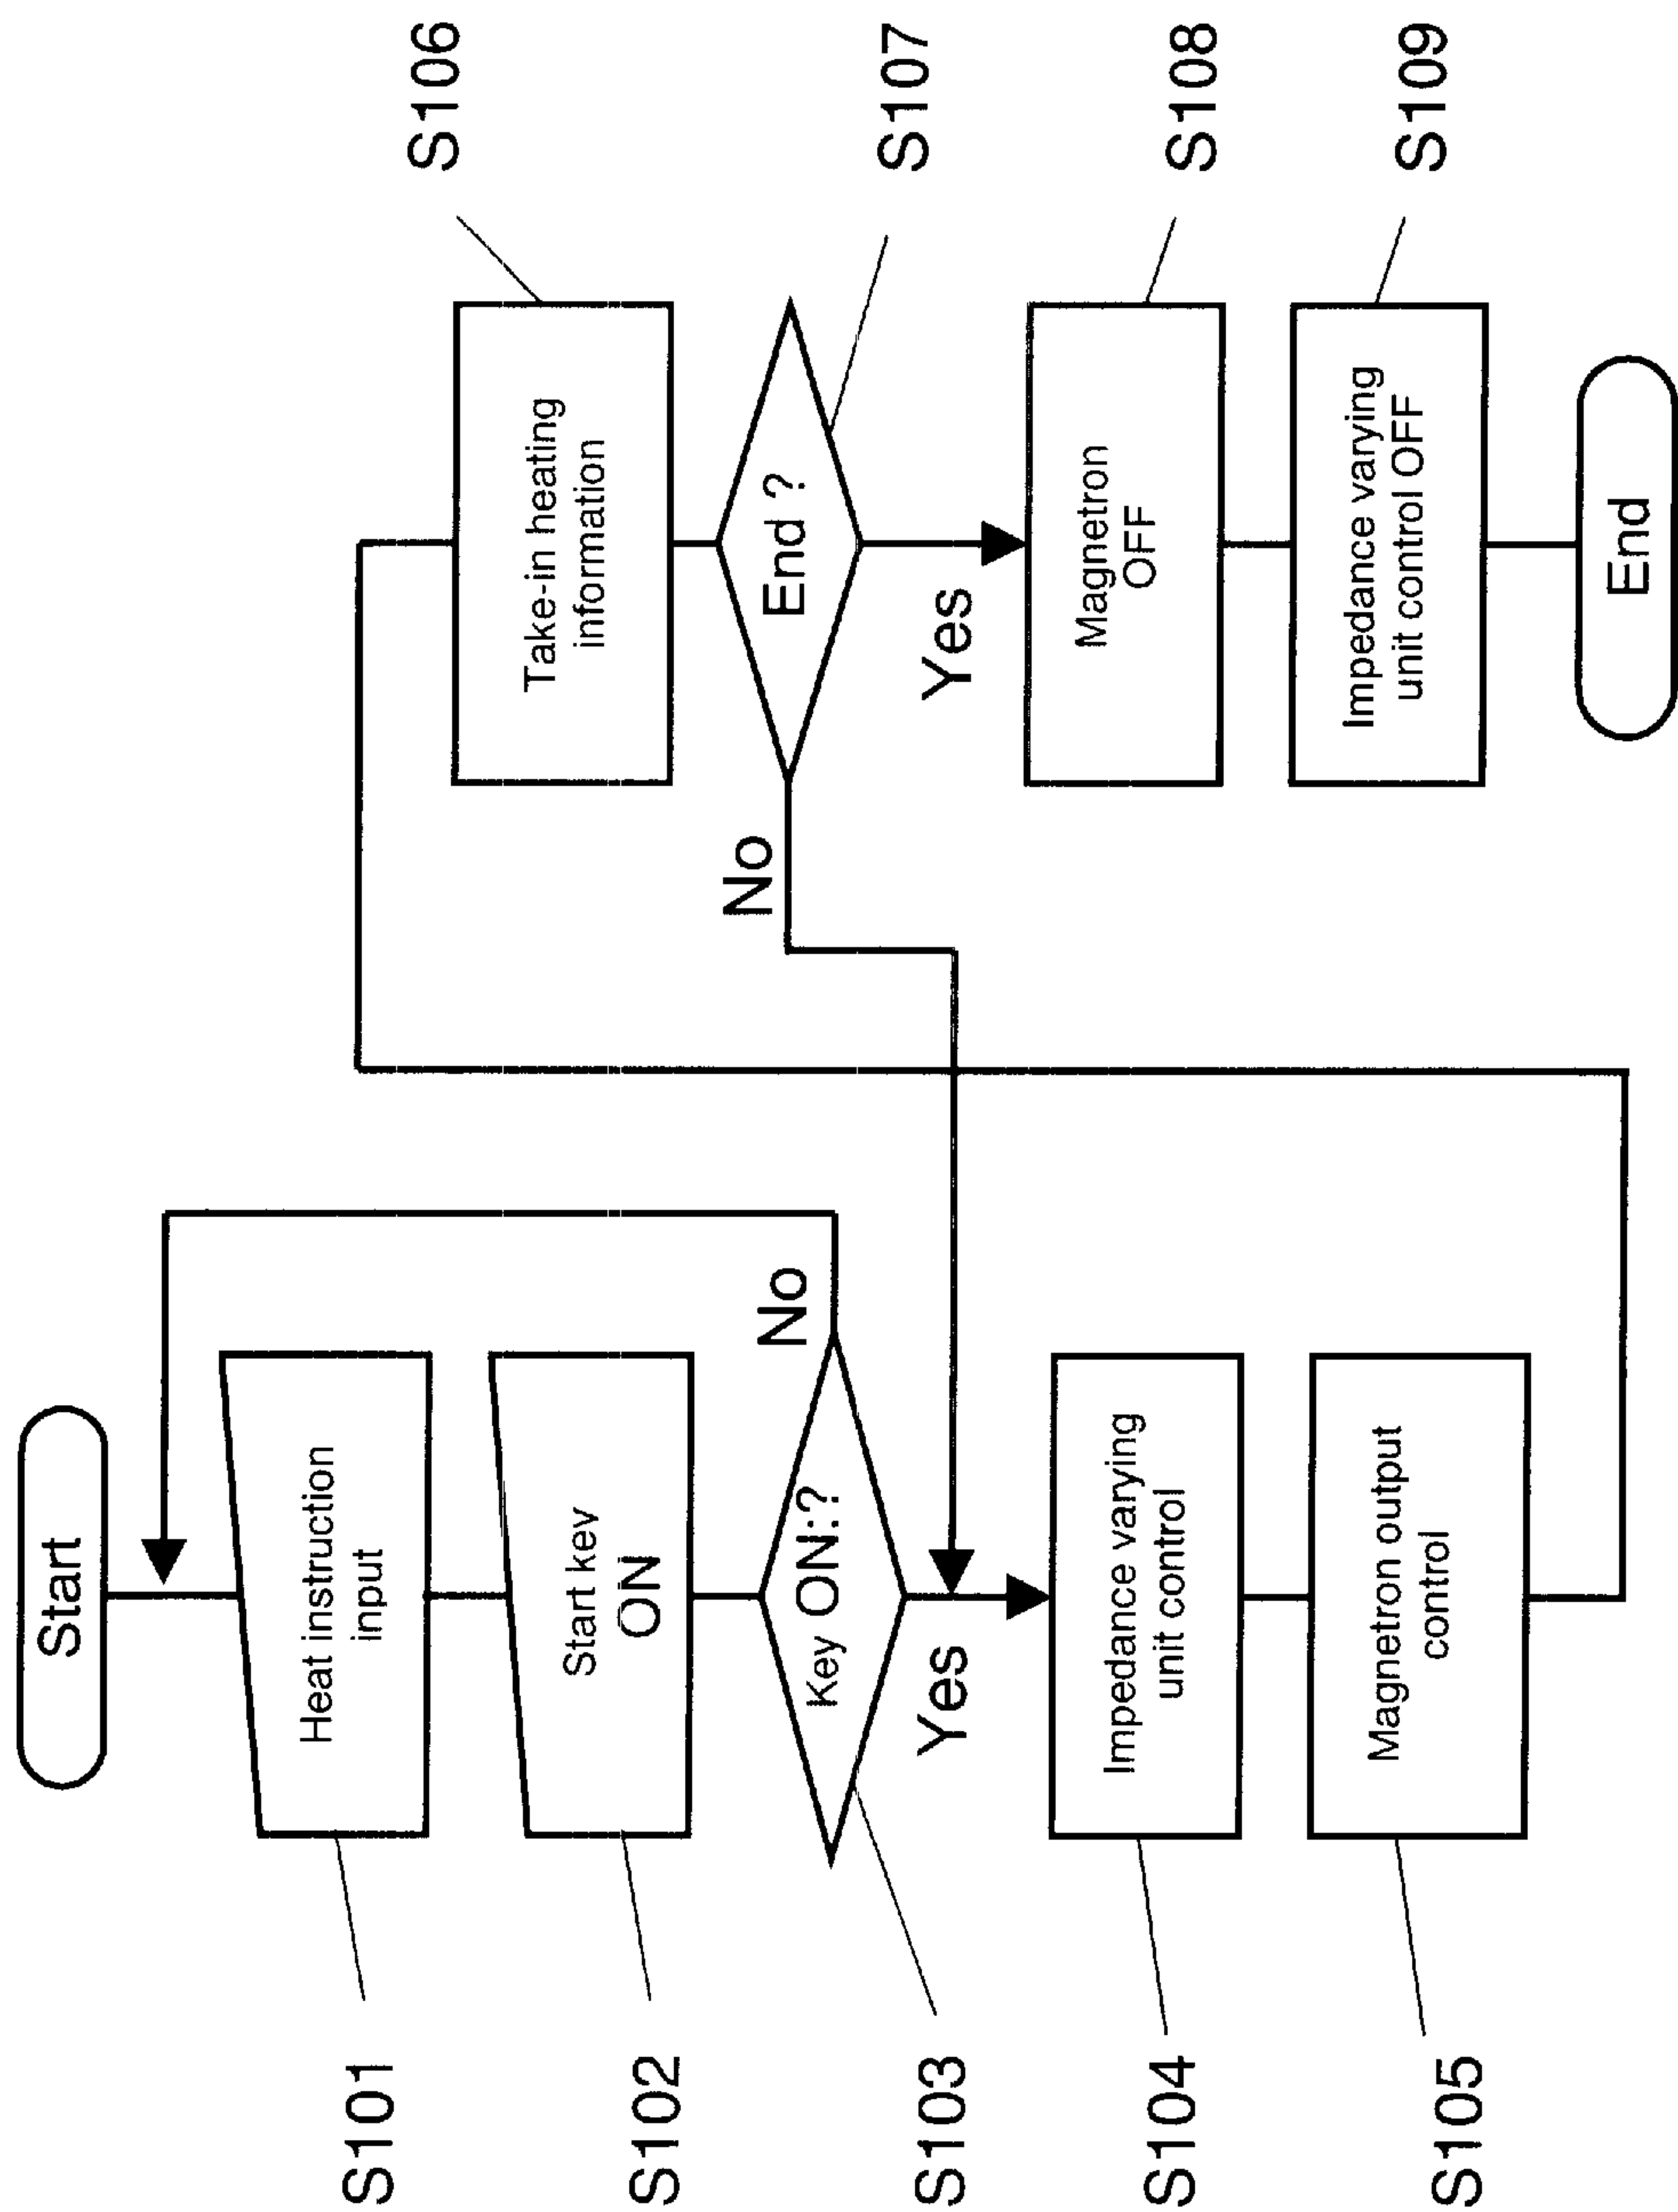 Start
S101
Heat instruction
input
S102
Start key
ON
S103
Key ON:?
No
Yes
S104
Impedance varying
unit control
S105
Magnetron output
control
S106
Take-in heating
information
S107
End ?
No
Yes
S108
Magnetron
OFF
S109
Impedance varying
unit control OFF
End